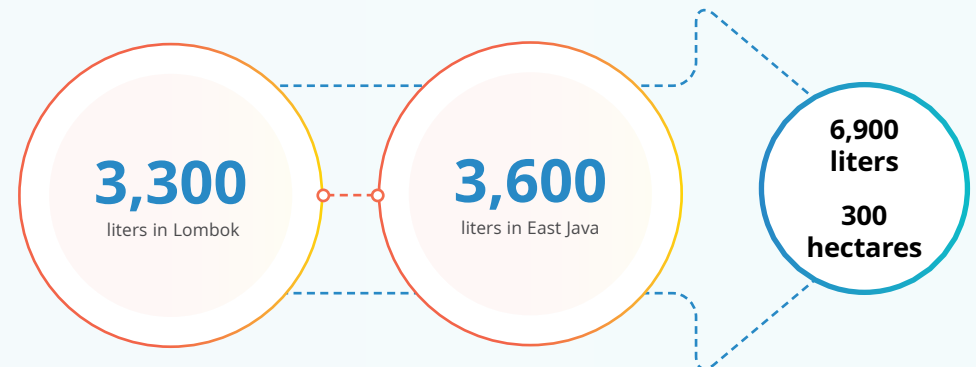 3,300
liters in Lombok
3,600
liters in East Java
6,900
liters
300
hectares